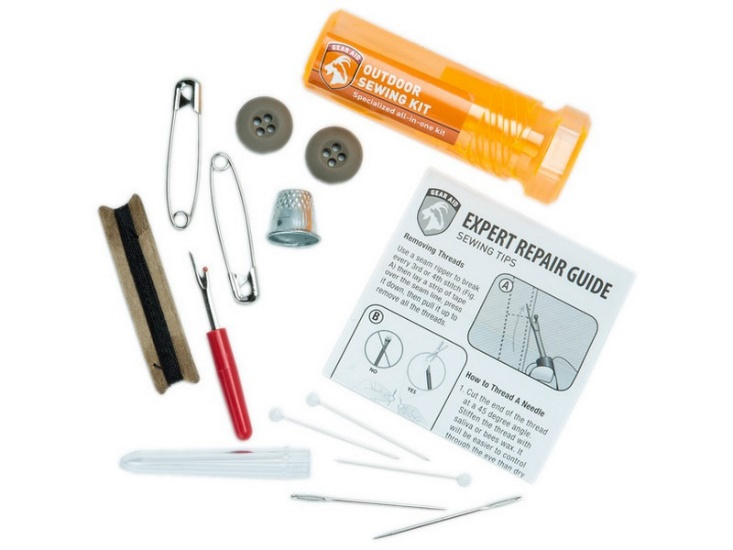 GEAR AID
OUTDOOR
SEWING KIT
Specialized all-in-one kit
GEAR AID
EXPERT REPAIR GUIDE
SEWING TIPS
Removing Threads
Use a seam ripper to break
every 3rd or 4th stitch (Fig.
A) then lay a strip of tape
over the seam line, press
it down, then pull it up to
remove all the threads.
A
B
NO
YES
How to Thread A Needle
1. Cut the end of the thread
at a 45 degree angle.
Stiffen the thread with
saliva or bees wax. It
will be easier to control
through the eye than dry